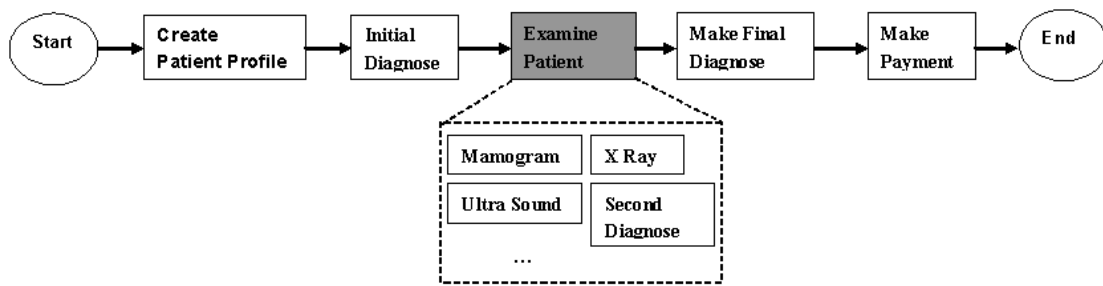 Start
Create
Patient Profile
Initial
Diagnose
Examine
Patient
Make Final
Diagnose
Make
Payment
End
Mamogram
X Ray
Ultra Sound
Second
Diagnose
...